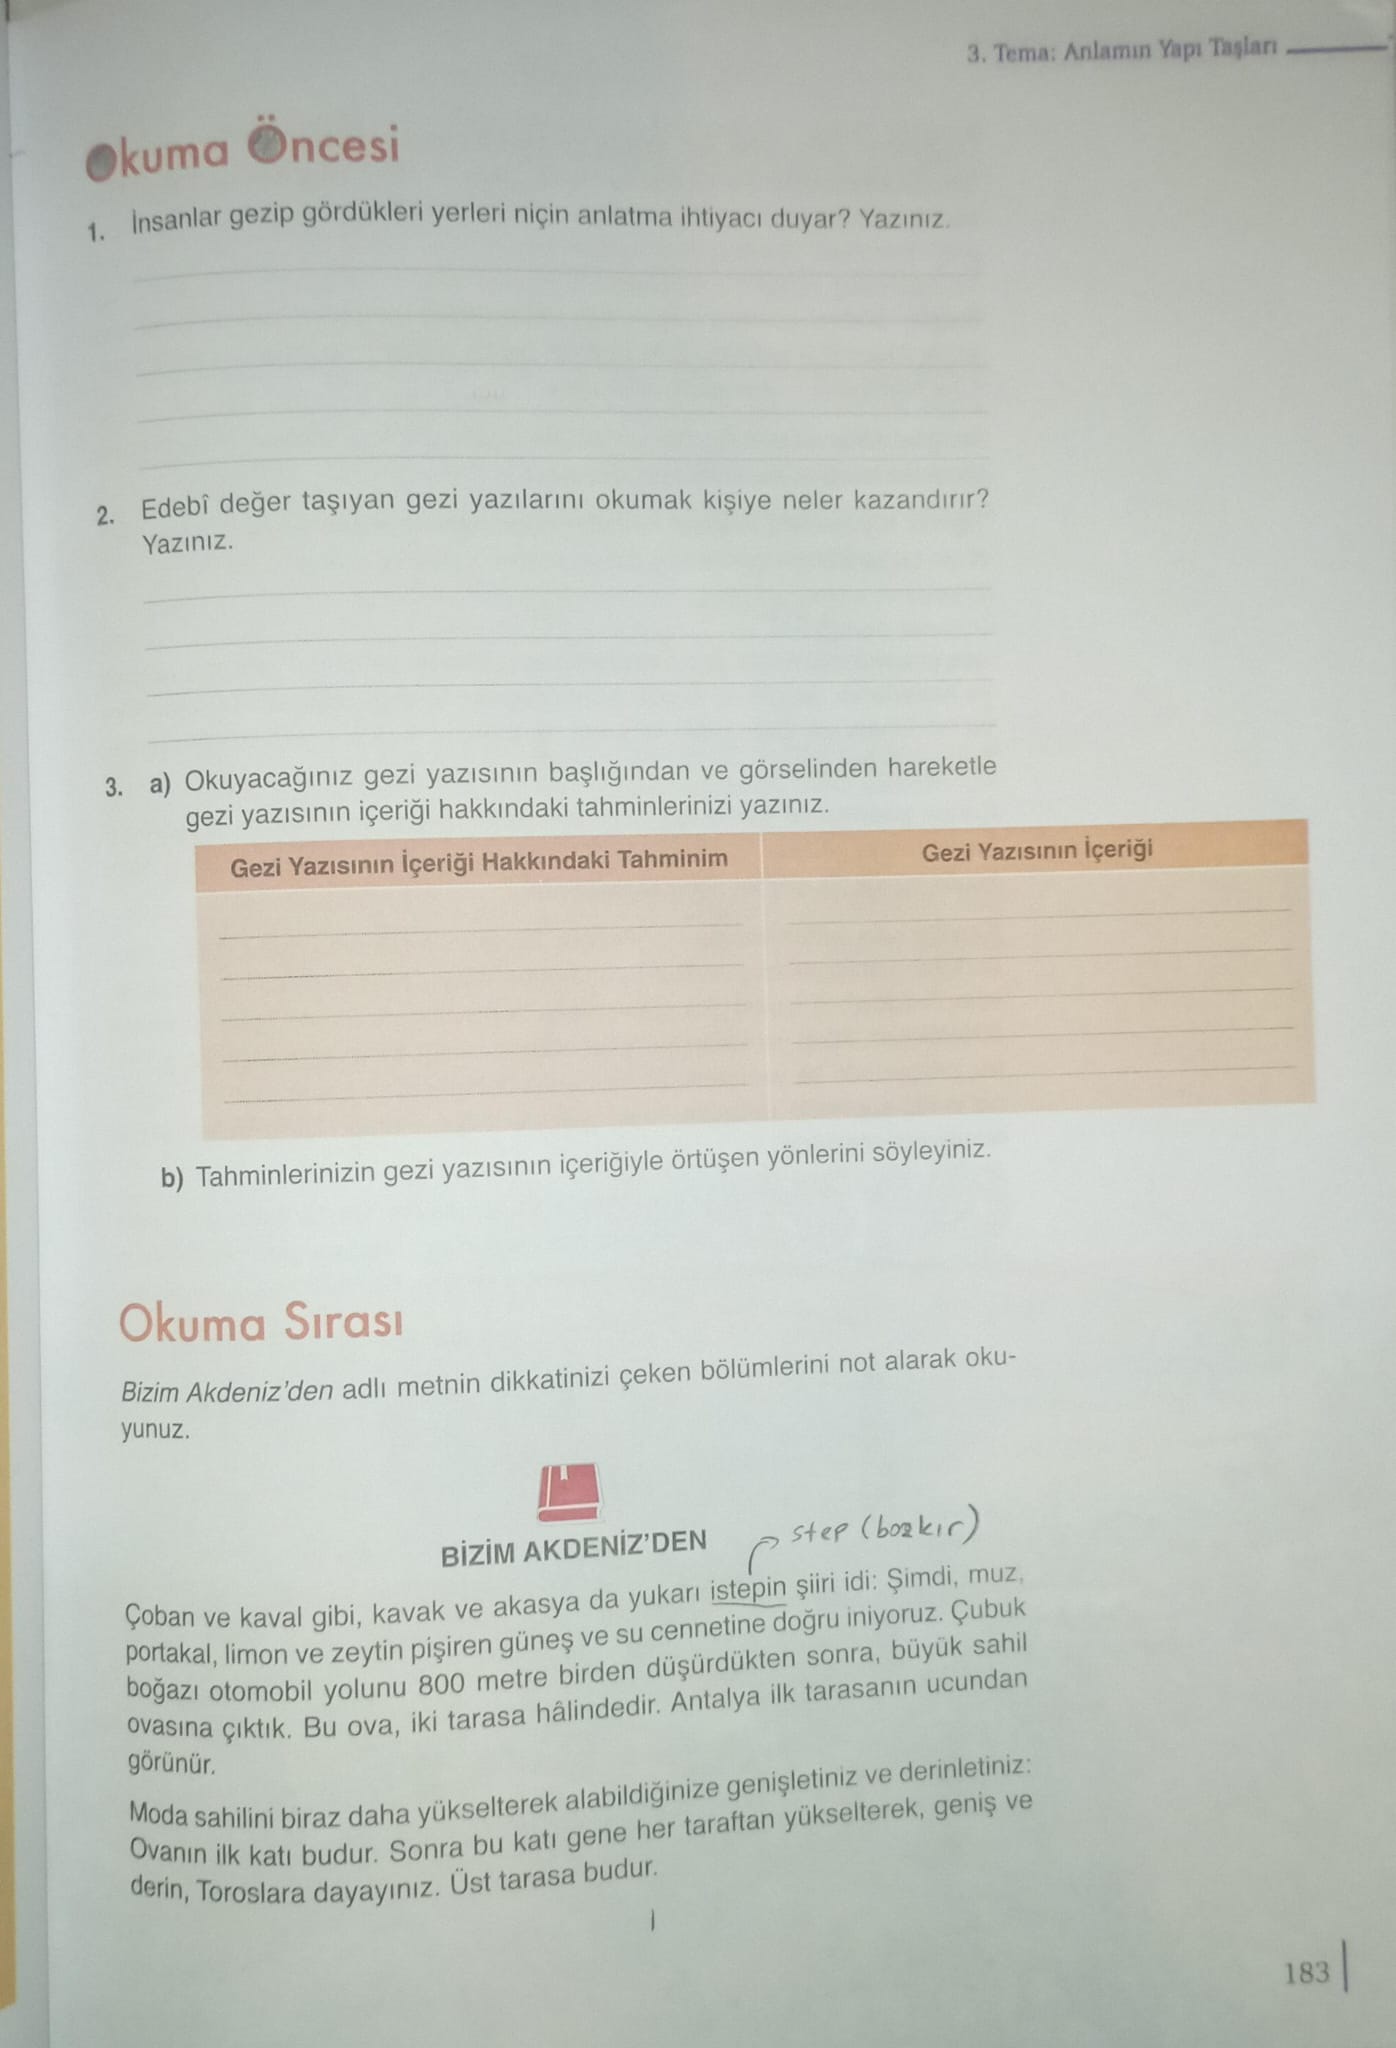 3. Tema: Anlamın Yapı Taşları
Okuma Öncesi
1. İnsanlar gezip gördükleri yerleri niçin anlatma ihtiyacı duyar? Yazınız.
2. Edebî değer taşıyan gezi yazılarını okumak kişiye neler kazandırır?
Yazınız.
3. a) Okuyacağınız gezi yazısının başlığından ve görselinden hareketle
gezi yazısının içeriği hakkındaki tahminlerinizi yazınız.
Gezi Yazısının İçeriği Hakkındaki Tahminim
Gezi Yazısının İçeriği
b) Tahminlerinizin gezi yazısının içeriğiyle örtüşen yönlerini söyleyiniz.
Okuma Sırası
Bizim Akdeniz'den adlı metnin dikkatinizi çeken bölümlerini not alarak oku-
yunuz.
BİZİM AKDENİZ'DEN
step (bozkır)
Çoban ve kaval gibi, kavak ve akasya da yukarı istepin şiiri idi: Şimdi, muz,
portakal, limon ve zeytin pişiren güneş ve su cennetine doğru iniyoruz. Çubuk
boğazı otomobil yolunu 800 metre birden düşürdükten sonra, büyük sahil
ovasına çıktık. Bu ova, iki tarasa hâlindedir. Antalya ilk tarasanın ucundan
görünür.
Moda sahilini biraz daha yükselterek alabildiğinize genişletiniz ve derinletiniz:
Ovanın ilk katı budur. Sonra bu katı gene her taraftan yükselterek, geniş ve
derin, Toroslara dayayınız. Üst tarasa budur.
183